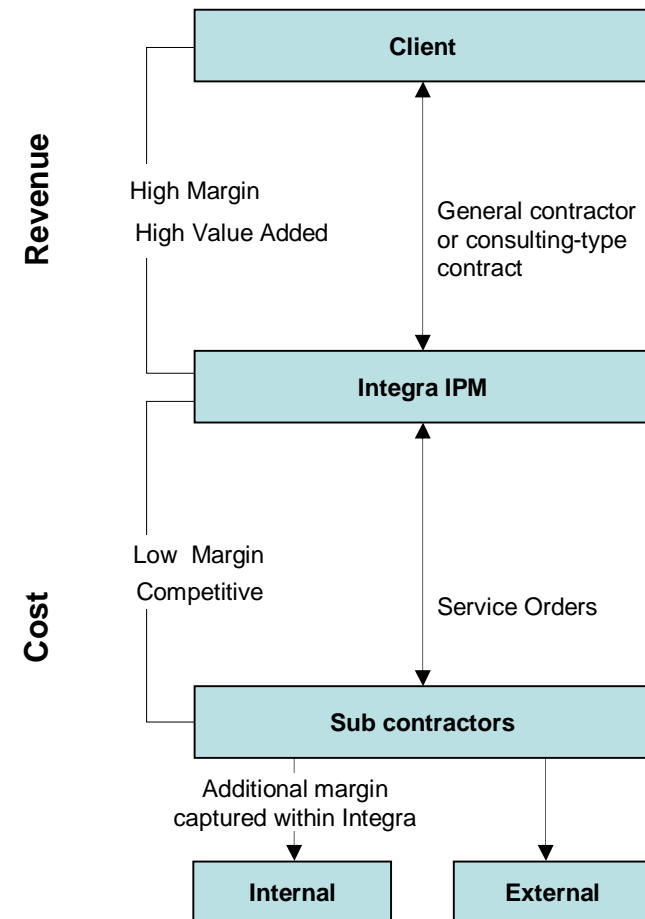 Client
Revenue
High Margin
High Value Added
General contractor
or consulting-type
contract
Integra IPM
Cost
Low Margin
Competitive
Service Orders
Sub contractors
Additional margin
captured within Integra
Internal
External